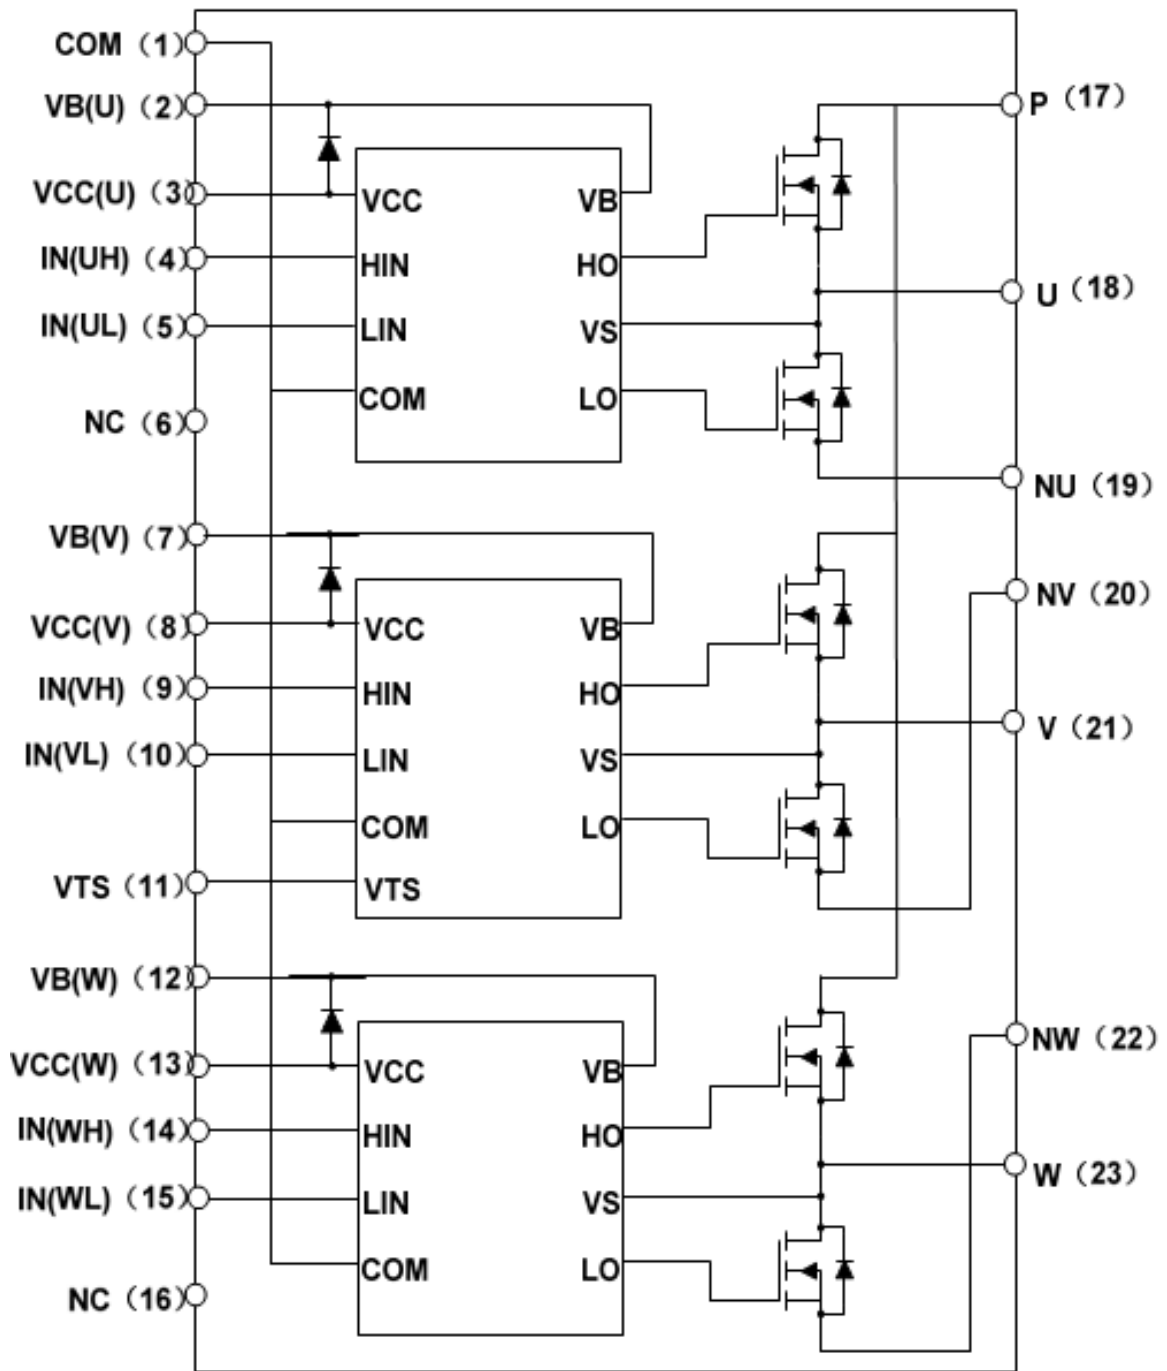 COM（1）
VB(U)（2）
VCC(U)（3）
IN(UH)（4）
IN(UL)（5）
NC（6）
VB(V)（7）
VCC(V)（8）
IN(VH)（9）
IN(VL)（10）
VTS（11）
VB(W)（12）
VCC(W)（13）
IN(WH)（14）
IN(WL)（15）
NC（16）
VCC VB
HIN HO
LIN VS
COM LO
VCC VB
HIN HO
LIN VS
COM LO
VTS
VCC VB
HIN HO
LIN VS
COM LO
P（17）
U（18）
NU（19）
NV（20）
V（21）
NW（22）
W（23）